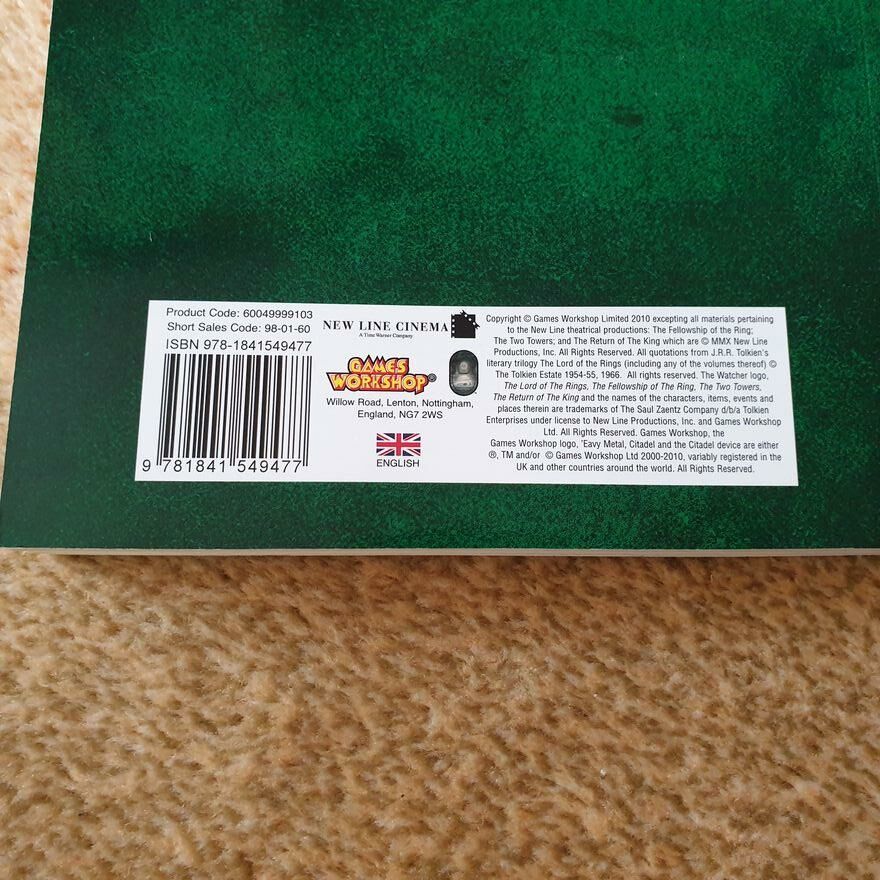 Product Code: 60049999103
Short Sales Code: 98-01-60
ISBN 978-1841549477
9 781841 549477
NEW LINE CINEMA
A Time Warner Company
GAMES
WORKSHOP®
Willow Road, Lenton, Nottingham,
England, NG7 2WS
ENGLISH
Copyright © Games Workshop Limited 2010 excepting all materials pertaining
to the New Line theatrical productions: The Fellowship of the Ring;
The Two Towers; and The Return of The King which are © MMX New Line
Productions, Inc. All Rights Reserved. All quotations from J.R.R. Tolkien's
literary trilogy The Lord of the Rings (including any of the volumes thereof) ©
The Tolkien Estate 1954-55, 1966. All rights reserved. The Watcher logo,
The Lord of The Rings, The Fellowship of The Ring, The Two Towers,
The Return of The King and the names of the characters, items, events and
places therein are trademarks of The Saul Zaentz Company d/b/a Tolkien
Enterprises under license to New Line Productions, Inc. and Games Workshop
Ltd. All Rights Reserved. Games Workshop, the
Games Workshop logo, 'Eavy Metal, Citadel and the Citadel device are either
®, TM and/or © Games Workshop Ltd 2000-2010, variably registered in the
UK and other countries around the world. All Rights Reserved.